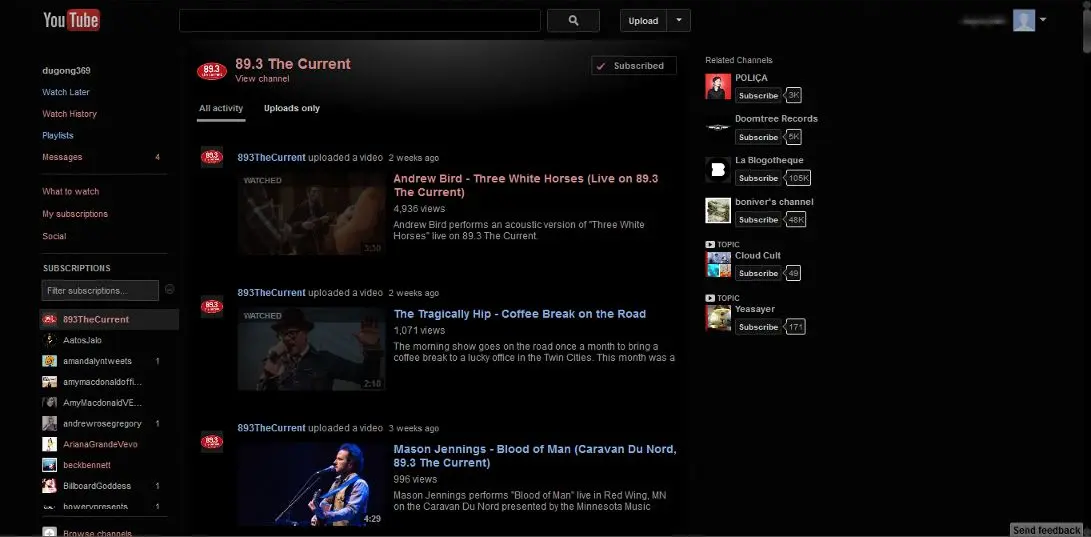 YouTube
Upload
dugong369
Watch Later
Watch History
Playlists
Messages 4
What to watch
My subscriptions
Social
SUBSCRIPTIONS
Filter subscriptions...
893TheCurrent
AatosJalo
amandalyntweets 1
amymacdonaldoffi...
AmyMacdonaldVE...
andrewrosegregory 1
ArianaGrandeVevo
beckbennett
BillboardGoddess 1
bowerypresents 1
Browse channels
89.3
89.3 The Current
View channel
Subscribed
All activity
Uploads only
89.3
893TheCurrent uploaded a video 2 weeks ago
WATCHED
3:30
Andrew Bird - Three White Horses (Live on 89.3
The Current)
4,936 views
Andrew Bird performs an acoustic version of "Three White
Horses" live on 89.3 The Current.
89.3
893TheCurrent uploaded a video 2 weeks ago
WATCHED
2:18
The Tragically Hip - Coffee Break on the Road
1,071 views
The morning show goes on the road once a month to bring a
coffee break to a lucky office in the Twin Cities. This month was a
89.3
893TheCurrent uploaded a video 3 weeks ago
4:29
Mason Jennings - Blood of Man (Caravan Du Nord,
89.3 The Current)
996 views
Mason Jennings performs "Blood of Man" live in Red Wing, MN
on the Caravan Du Nord presented by the Minnesota Music
Related Channels
POLIÇA
Subscribe 3K
Doomtree Records
Subscribe 5K
La Blogotheque
Subscribe 105K
boniver's channel
Subscribe 48K
TOPIC
Cloud Cult
Subscribe 49
TOPIC
Yeasayer
Subscribe 171
Send feedback